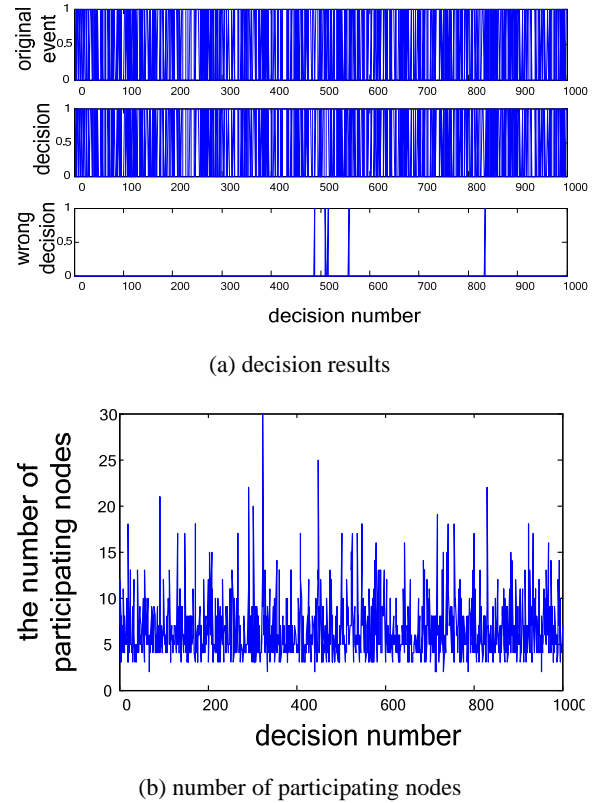 original
event
1
0.5
0
0 100 200 300 400 500 600 700 800 900 1000
decision
1
0.5
0
0 100 200 300 400 500 600 700 800 900 1000
wrong
decision
1
0.5
0
0 100 200 300 400 500 600 700 800 900 1000
decision number
(a) decision results
the number of
participating nodes
30
25
20
15
10
5
0
0 200 400 600 800 1000
decision number
(b) number of participating nodes